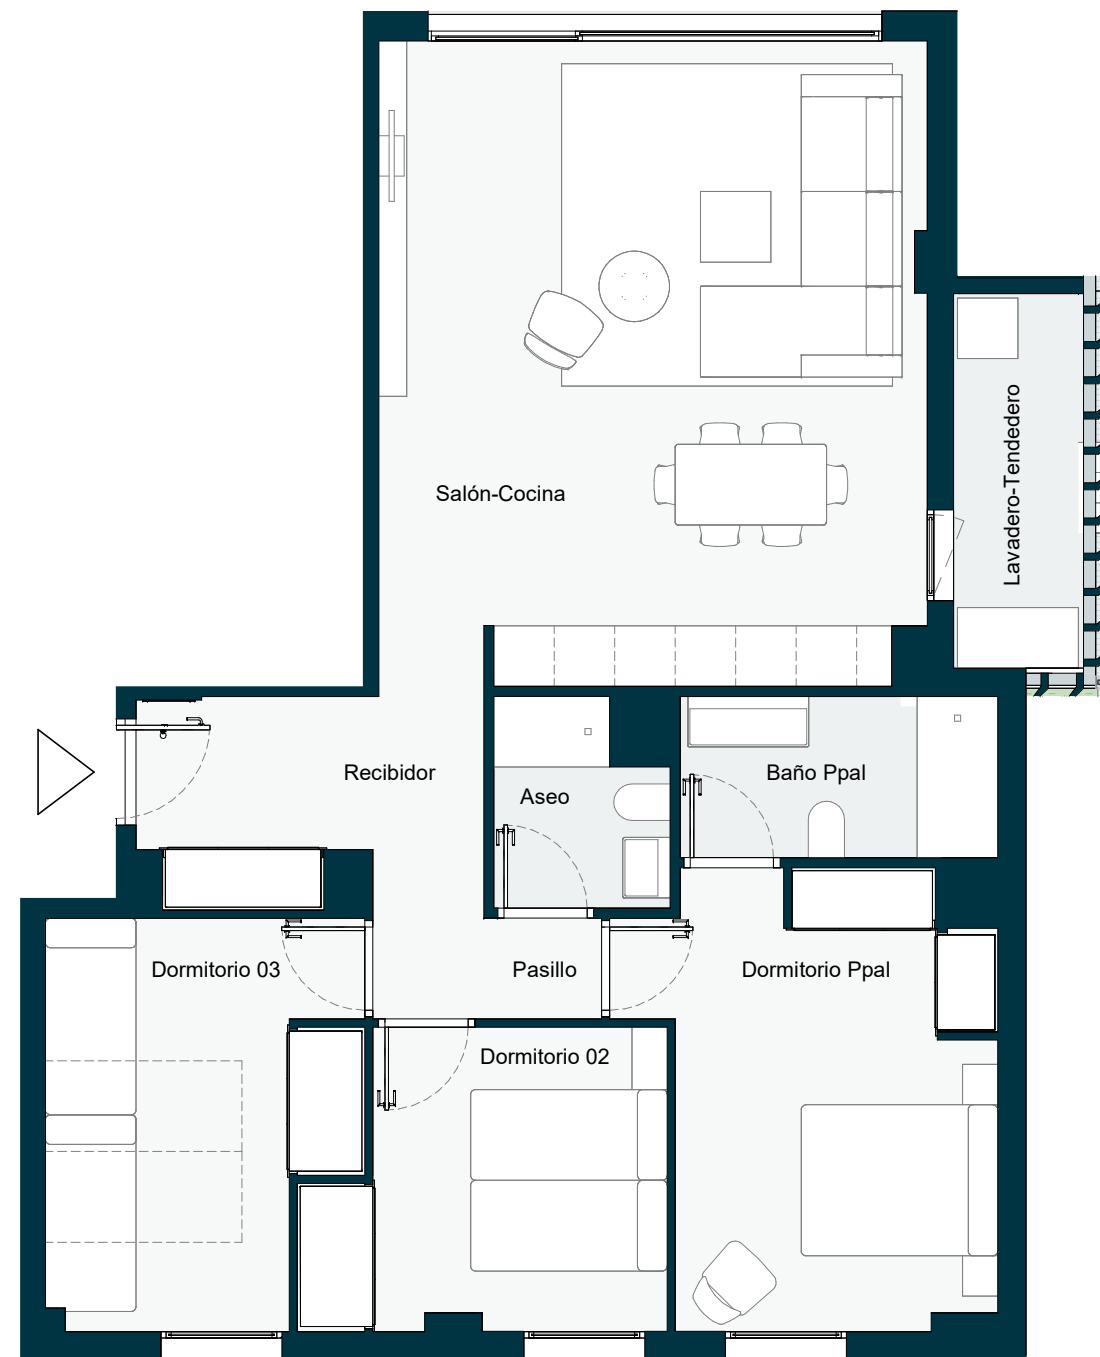 Lavadero-Tendedero
Salón-Cocina
Recibidor
Baño Ppal
Aseo
Dormitorio 03
Pasillo
Dormitorio Ppal
Dormitorio 02